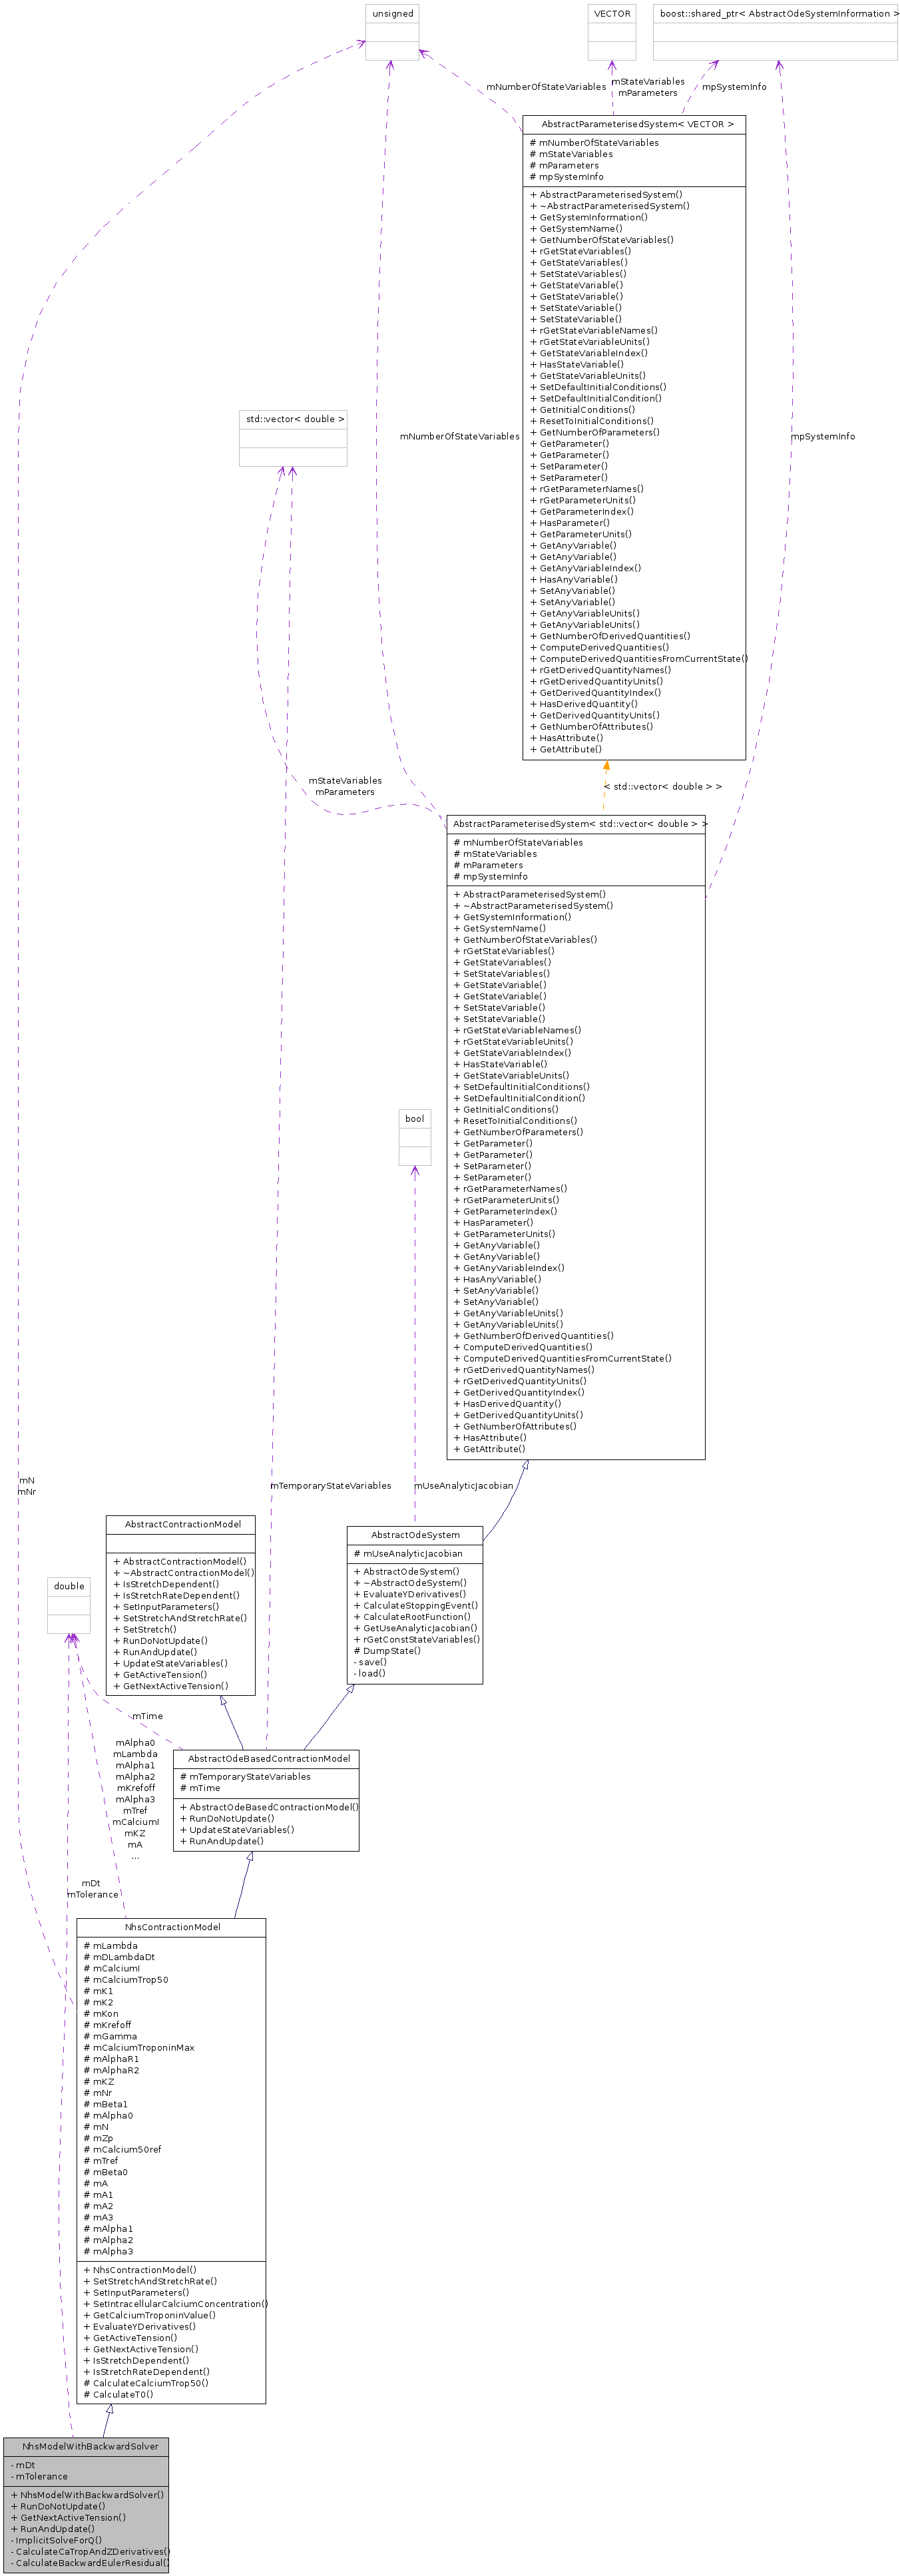 unsigned
VECTOR
boost::shared_ptr< AbstractOdeSystemInformation >
mNumberOfStateVariables
mStateVariables
mParameters
mpSystemInfo
AbstractParameterisedSystem< VECTOR >
# mNumberOfStateVariables
# mStateVariables
# mParameters
# mpSystemInfo
+ AbstractParameterisedSystem()
+ ~AbstractParameterisedSystem()
+ GetSystemInformation()
+ GetSystemName()
+ GetNumberOfStateVariables()
+ rGetStateVariables()
+ GetStateVariables()
+ SetStateVariables()
+ GetStateVariable()
+ GetStateVariable()
+ SetStateVariable()
+ SetStateVariable()
+ rGetStateVariableNames()
+ rGetStateVariableUnits()
+ GetStateVariableIndex()
+ HasStateVariable()
+ GetStateVariableUnits()
+ SetDefaultInitialConditions()
+ SetDefaultInitialCondition()
+ GetInitialConditions()
+ ResetToInitialConditions()
+ GetNumberOfParameters()
+ GetParameter()
+ GetParameter()
+ SetParameter()
+ SetParameter()
+ rGetParameterNames()
+ rGetParameterUnits()
+ GetParameterIndex()
+ HasParameter()
+ GetParameterUnits()
+ GetAnyVariable()
+ GetAnyVariable()
+ GetAnyVariableIndex()
+ HasAnyVariable()
+ SetAnyVariable()
+ SetAnyVariable()
+ GetAnyVariableUnits()
+ GetAnyVariableUnits()
+ GetNumberOfDerivedQuantities()
+ ComputeDerivedQuantities()
+ ComputeDerivedQuantitiesFromCurrentState()
+ rGetDerivedQuantityNames()
+ rGetDerivedQuantityUnits()
+ GetDerivedQuantityIndex()
+ HasDerivedQuantity()
+ GetDerivedQuantityUnits()
+ GetNumberOfAttributes()
+ HasAttribute()
+ GetAttribute()
std::vector< double >
mNumberOfStateVariables
mpSystemInfo
mStateVariables
mParameters
< std::vector< double > >
AbstractParameterisedSystem< std::vector< double > >
# mNumberOfStateVariables
# mStateVariables
# mParameters
# mpSystemInfo
+ AbstractParameterisedSystem()
+ ~AbstractParameterisedSystem()
+ GetSystemInformation()
+ GetSystemName()
+ GetNumberOfStateVariables()
+ rGetStateVariables()
+ GetStateVariables()
+ SetStateVariables()
+ GetStateVariable()
+ GetStateVariable()
+ SetStateVariable()
+ SetStateVariable()
+ rGetStateVariableNames()
+ rGetStateVariableUnits()
+ GetStateVariableIndex()
+ HasStateVariable()
+ GetStateVariableUnits()
+ SetDefaultInitialConditions()
+ SetDefaultInitialCondition()
+ GetInitialConditions()
+ ResetToInitialConditions()
+ GetNumberOfParameters()
+ GetParameter()
+ GetParameter()
+ SetParameter()
+ SetParameter()
+ rGetParameterNames()
+ rGetParameterUnits()
+ GetParameterIndex()
+ HasParameter()
+ GetParameterUnits()
+ GetAnyVariable()
+ GetAnyVariable()
+ GetAnyVariableIndex()
+ HasAnyVariable()
+ SetAnyVariable()
+ SetAnyVariable()
+ GetAnyVariableUnits()
+ GetAnyVariableUnits()
+ GetNumberOfDerivedQuantities()
+ ComputeDerivedQuantities()
+ ComputeDerivedQuantitiesFromCurrentState()
+ rGetDerivedQuantityNames()
+ rGetDerivedQuantityUnits()
+ GetDerivedQuantityIndex()
+ HasDerivedQuantity()
+ GetDerivedQuantityUnits()
+ GetNumberOfAttributes()
+ HasAttribute()
+ GetAttribute()
bool
mN
mNr
mTemporaryStateVariables
mUseAnalyticJacobian
AbstractContractionModel
+ AbstractContractionModel()
+ ~AbstractContractionModel()
+ IsStretchDependent()
+ IsStretchRateDependent()
+ SetInputParameters()
+ SetStretchAndStretchRate()
+ SetStretch()
+ RunDoNotUpdate()
+ RunAndUpdate()
+ UpdateStateVariables()
+ GetActiveTension()
+ GetNextActiveTension()
AbstractOdeSystem
# mUseAnalyticJacobian
+ AbstractOdeSystem()
+ ~AbstractOdeSystem()
+ EvaluateYDerivatives()
+ CalculateStoppingEvent()
+ CalculateRootFunction()
+ GetUseAnalyticJacobian()
+ rGetConstStateVariables()
# DumpState()
- save()
- load()
double
mTime
mAlpha0
mLambda
mAlpha1
mAlpha2
mKrefoff
mAlpha3
mTref
mCalciumI
mKZ
mA
...
AbstractOdeBasedContractionModel
# mTemporaryStateVariables
# mTime
+ AbstractOdeBasedContractionModel()
+ RunDoNotUpdate()
+ UpdateStateVariables()
+ RunAndUpdate()
mDt
mTolerance
NhsContractionModel
# mLambda
# mDLambdaDt
# mCalciumI
# mCalciumTrop50
# mK1
# mK2
# mKon
# mKrefoff
# mGamma
# mCalciumTroponinMax
# mAlphaR1
# mAlphaR2
# mKZ
# mNr
# mBeta1
# mAlpha0
# mN
# mZp
# mCalcium50ref
# mTref
# mBeta0
# mA
# mA1
# mA2
# mA3
# mAlpha1
# mAlpha2
# mAlpha3
+ NhsContractionModel()
+ SetStretchAndStretchRate()
+ SetInputParameters()
+ SetIntracellularCalciumConcentration()
+ GetCalciumTroponinValue()
+ EvaluateYDerivatives()
+ GetActiveTension()
+ GetNextActiveTension()
+ IsStretchDependent()
+ IsStretchRateDependent()
# CalculateCalciumTrop50()
# CalculateT0()
NhsModelWithBackwardSolver
- mDt
- mTolerance
+ NhsModelWithBackwardSolver()
+ RunDoNotUpdate()
+ GetNextActiveTension()
+ RunAndUpdate()
- ImplicitSolveForQ()
- CalculateCaTropAndZDerivatives()
- CalculateBackwardEulerResidual()